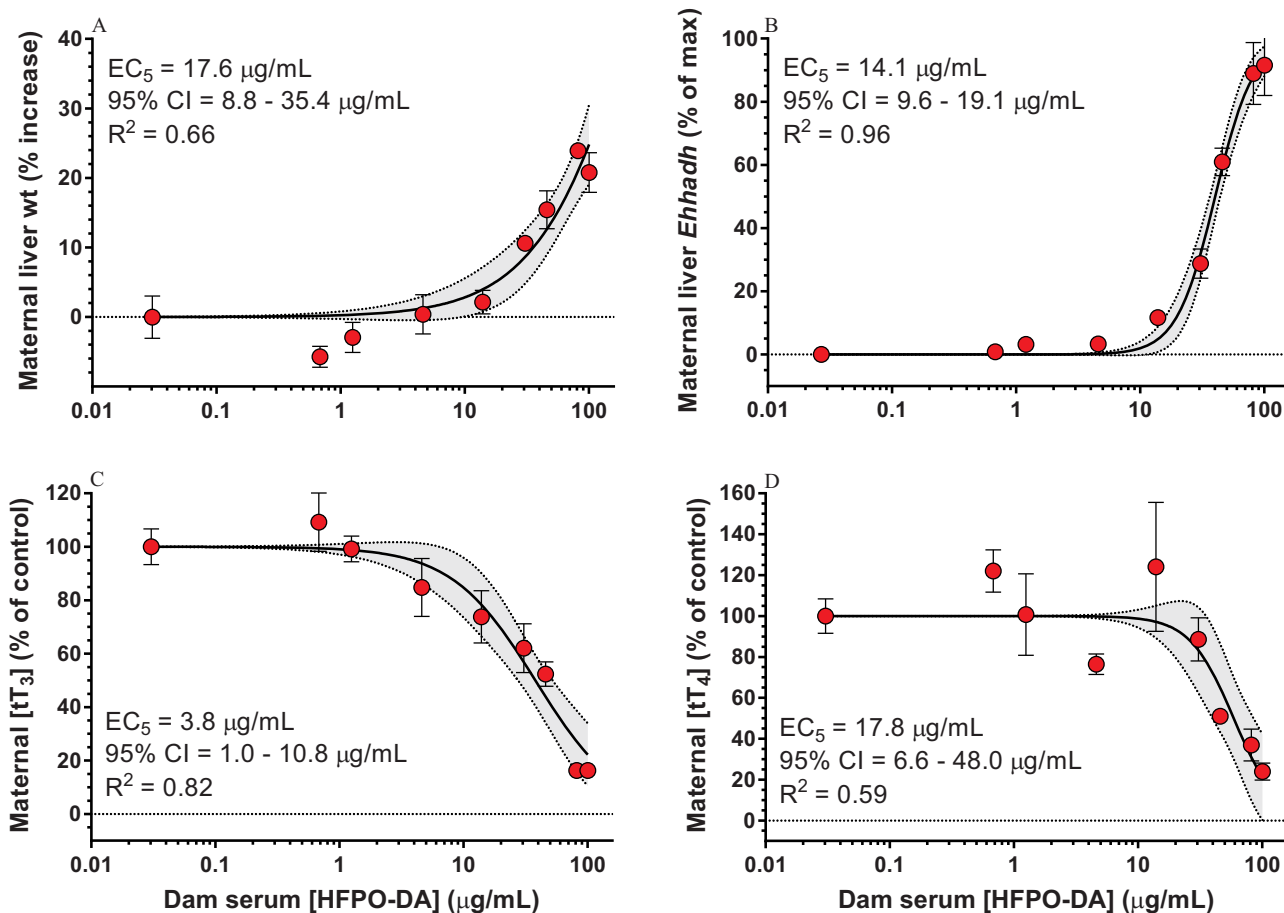 A
Maternal liver wt (% increase)
40
30
20
10
0
EC5 = 17.6 μg/mL
95% CI = 8.8 - 35.4 μg/mL
R2 = 0.66
0.01 0.1 1 10 100
B
Maternal liver Ehhadh (% of max)
100
80
60
40
20
0
EC5 = 14.1 μg/mL
95% CI = 9.6 - 19.1 μg/mL
R2 = 0.96
0.01 0.1 1 10 100
C
Maternal [tT3] (% of control)
120
100
80
60
40
20
0
EC5 = 3.8 μg/mL
95% CI = 1.0 - 10.8 μg/mL
R2 = 0.82
0.01 0.1 1 10 100
Dam serum [HFPO-DA] (μg/mL)
D
Maternal [tT4] (% of control)
160
140
120
100
80
60
40
20
0
EC5 = 17.8 μg/mL
95% CI = 6.6 - 48.0 μg/mL
R2 = 0.59
0.01 0.1 1 10 100
Dam serum [HFPO-DA] (μg/mL)